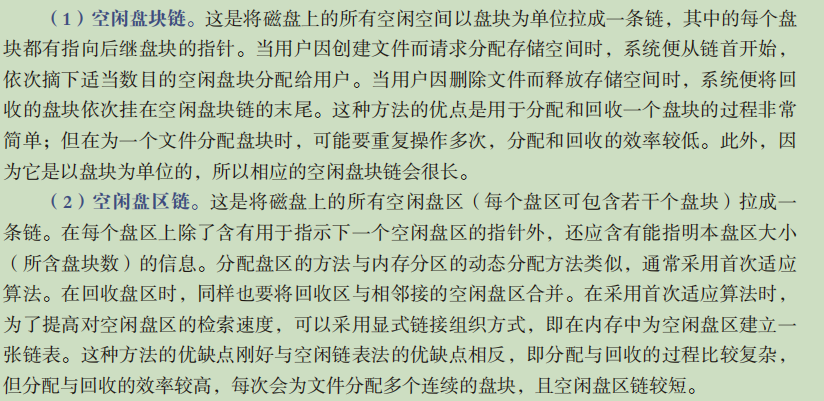 （1）空闲盘块链。这是将磁盘上的所有空闲空间以盘块为单位拉成一条链，其中的每个盘
块都有指向后继盘块的指针。当用户因创建文件而请求分配存储空间时，系统便从链首开始，
依次摘下适当数目的空闲盘块分配给用户。当用户因删除文件而释放存储空间时，系统便将回
收的盘块依次挂在空闲盘块链的末尾。这种方法的优点是用于分配和回收一个盘块的过程非常
简单；但在为一个文件分配盘块时，可能要重复操作多次，分配和回收的效率较低。此外，因
为它是以盘块为单位的，所以相应的空闲盘块链会很长。
（2）空闲盘区链。这是将磁盘上的所有空闲盘区（每个盘区可包含若干个盘块）拉成一
条链。在每个盘区上除了含有用于指示下一个空闲盘区的指针外，还应含有能指明本盘区大小
（所含盘块数）的信息。分配盘区的方法与内存分区的动态分配方法类似，通常采用首次适应
算法。在回收盘区时，同样也要将回收区与相邻接的空闲盘区合并。在采用首次适应算法时，
为了提高对空闲盘区的检索速度，可以采用显式链接组织方式，即在内存中为空闲盘区建立一
张链表。这种方法的优缺点刚好与空闲链表法的优缺点相反，即分配与回收的过程比较复杂，
但分配与回收的效率较高，每次会为文件分配多个连续的盘块，且空闲盘区链较短。